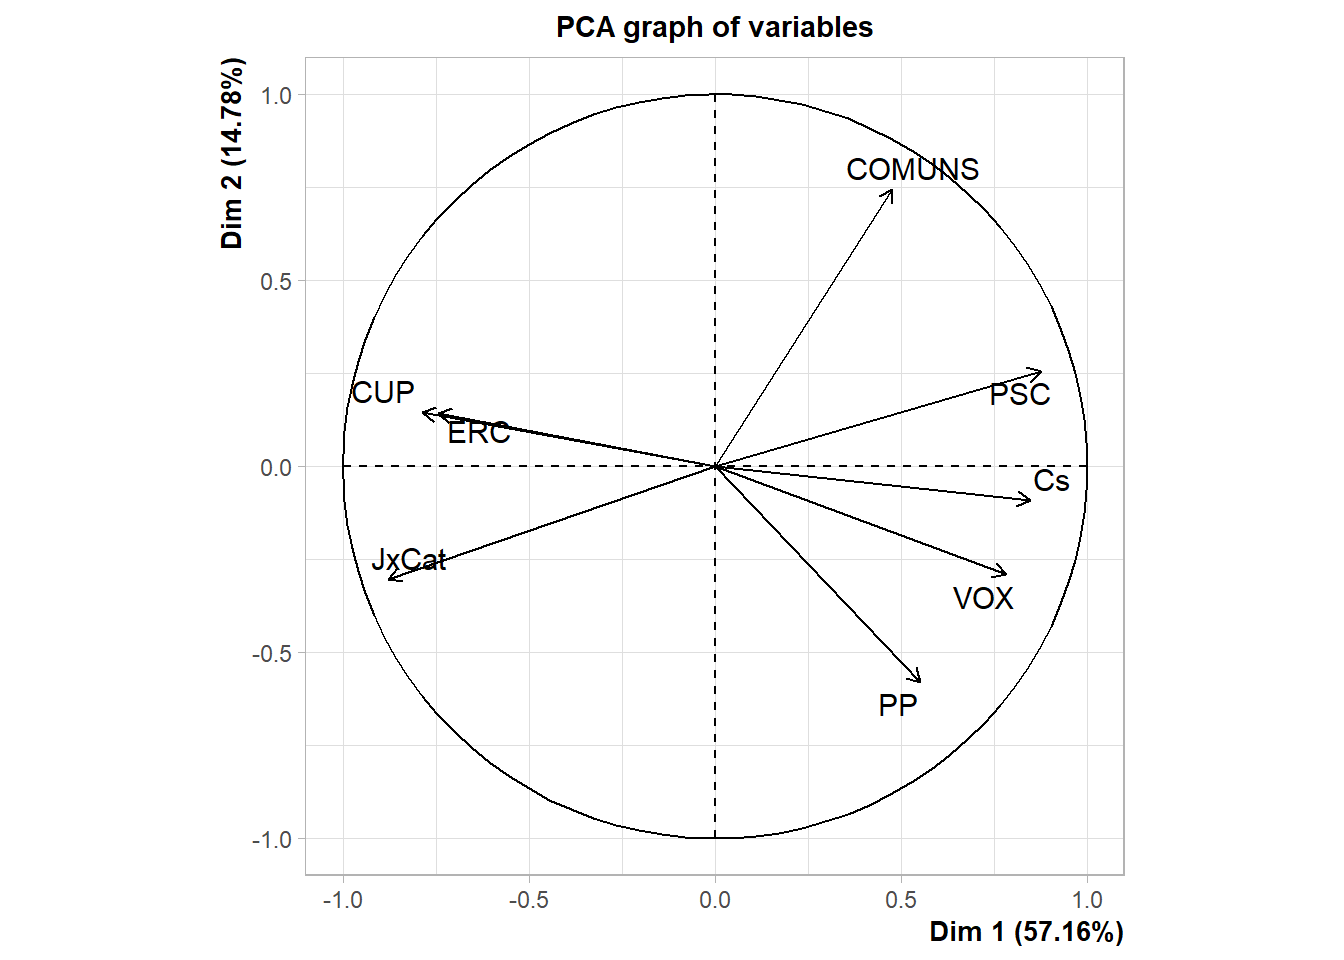 PCA graph of variables
Dim 2 (14.78%)
1.0
0.5
0.0
-0.5
-1.0
COMUNS
CUP
ERC
PSC
Cs
JxCat
VOX
PP
-1.0 -0.5 0.0 0.5 1.0
Dim 1 (57.16%)